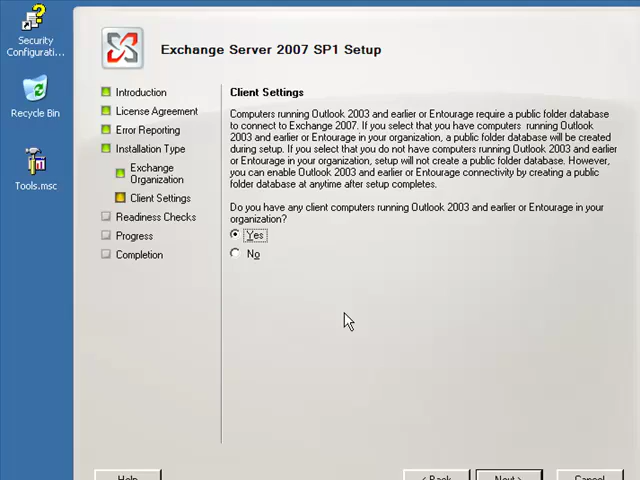 Security
Configurati...
Recycle Bin
Tools.msc
Exchange Server 2007 SP1 Setup
Introduction
License Agreement
Error Reporting
Installation Type
Exchange
Organization
Client Settings
Readiness Checks
Progress
Completion
Client Settings
Computers running Outlook 2003 and earlier or Entourage require a public folder database
to connect to Exchange 2007. If you select that you have computers running Outlook
2003 and earlier or Entourage in your organization, a public folder database will be created
during setup. If you select that you do not have computers running Outlook 2003 and earlier
or Entourage in your organization, setup will not create a public folder database. However,
you can enable Outlook 2003 and earlier or Entourage connectivity by creating a public
folder database at anytime after setup completes.
Do you have any client computers running Outlook 2003 and earlier or Entourage in your
organization?
Yes
No
Help
< Back
Next >
Cancel